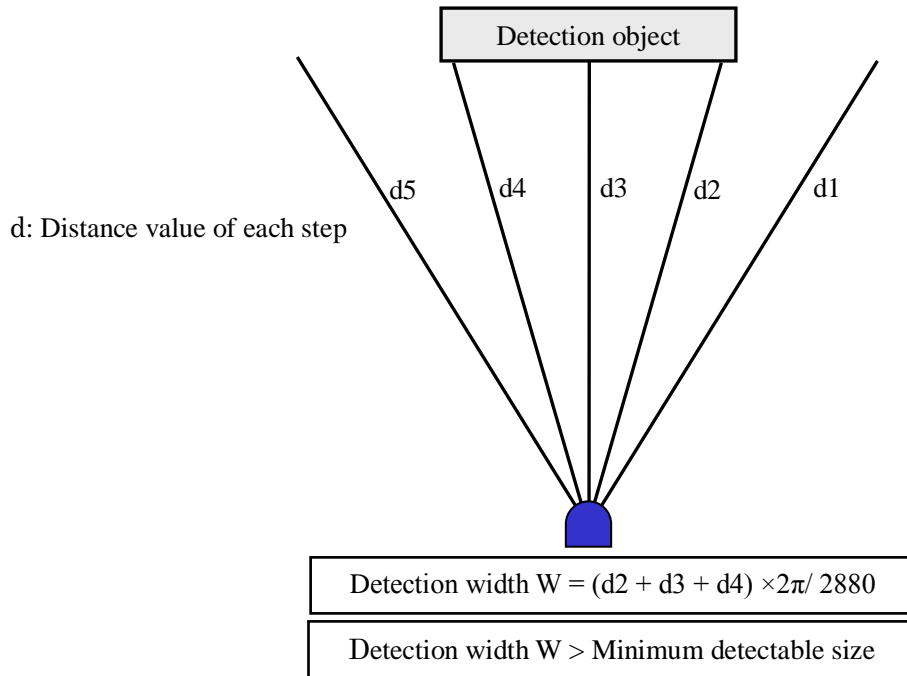 Detection object
d5
d4
d3
d2
d1
d: Distance value of each step
Detection width W = (d2 + d3 + d4) ×2π/ 2880
Detection width W > Minimum detectable size